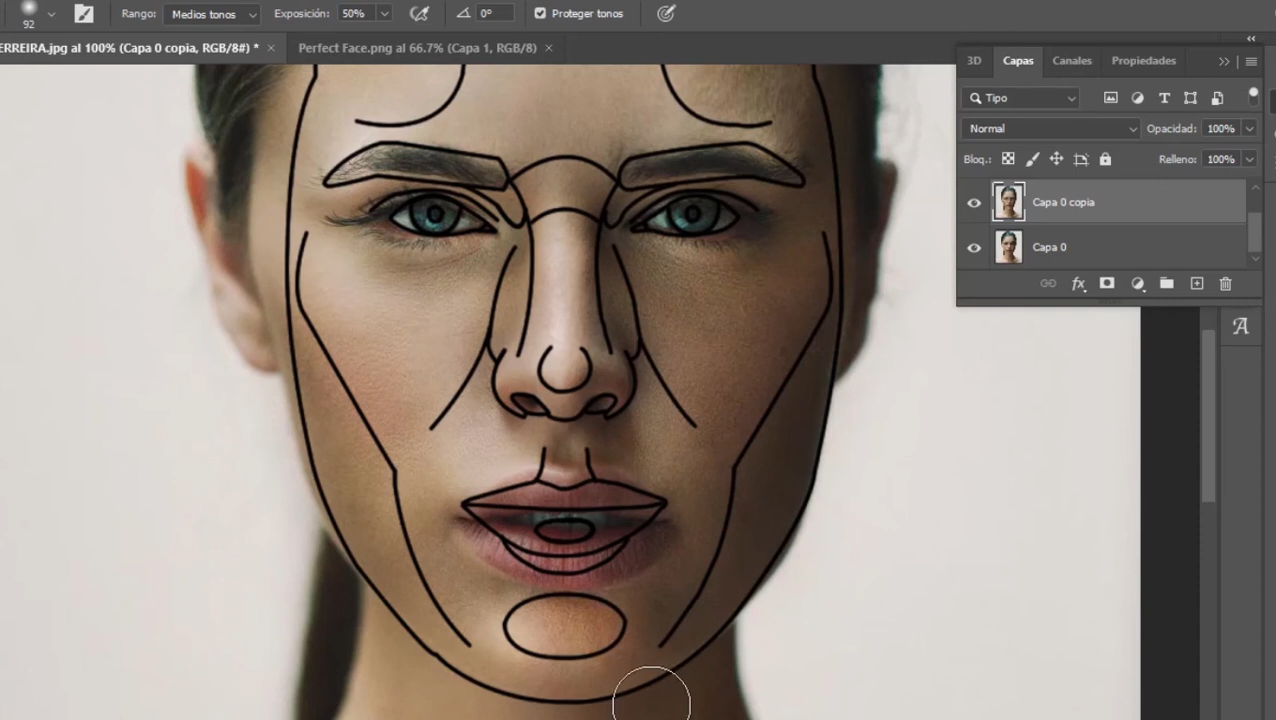 92 Rango: Medios tonos Exposición: 50% 0° Proteger tonos
ERREIRA.jpg al 100% (Capa 0 copia, RGB/8#) * × Perfect Face.png al 66.7% (Capa 1, RGB/8) ×
3D Capas Canales Propiedades
Tipo
Normal Opacidad: 100%
Bloq.: Relleno: 100%
Capa 0 copia
Capa 0
fx
A